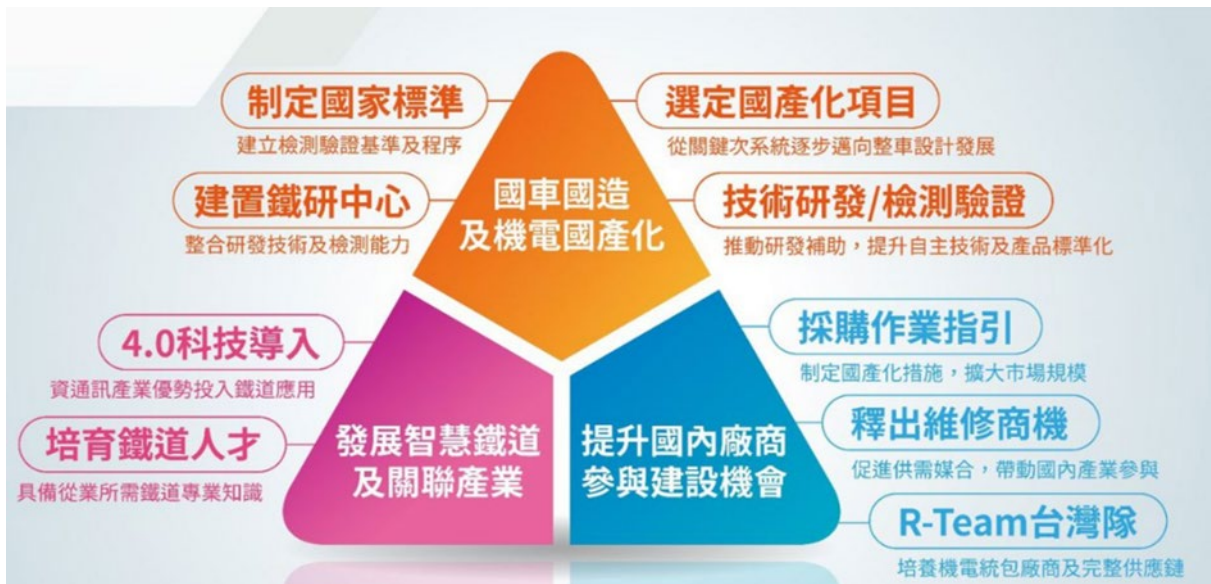 制定國家標準
建立檢測驗證基準及程序
選定國產化項目
從關鍵次系統逐步邁向整車設計發展
建置鐵研中心
整合研發技術及檢測能力
國車國造
及機電國產化
技術研發/檢測驗證
推動研發補助，提升自主技術及產品標準化
4.0科技導入
資通訊產業優勢投入鐵道應用
培育鐵道人才
具備從業所需鐵道專業知識
發展智慧鐵道
及關聯產業
提升國內廠商
參與建設機會
採購作業指引
制定國產化措施，擴大市場規模
釋出維修商機
促進供需媒合，帶動國內產業參與
R-Team台灣隊
培養機電統包廠商及完整供應鏈